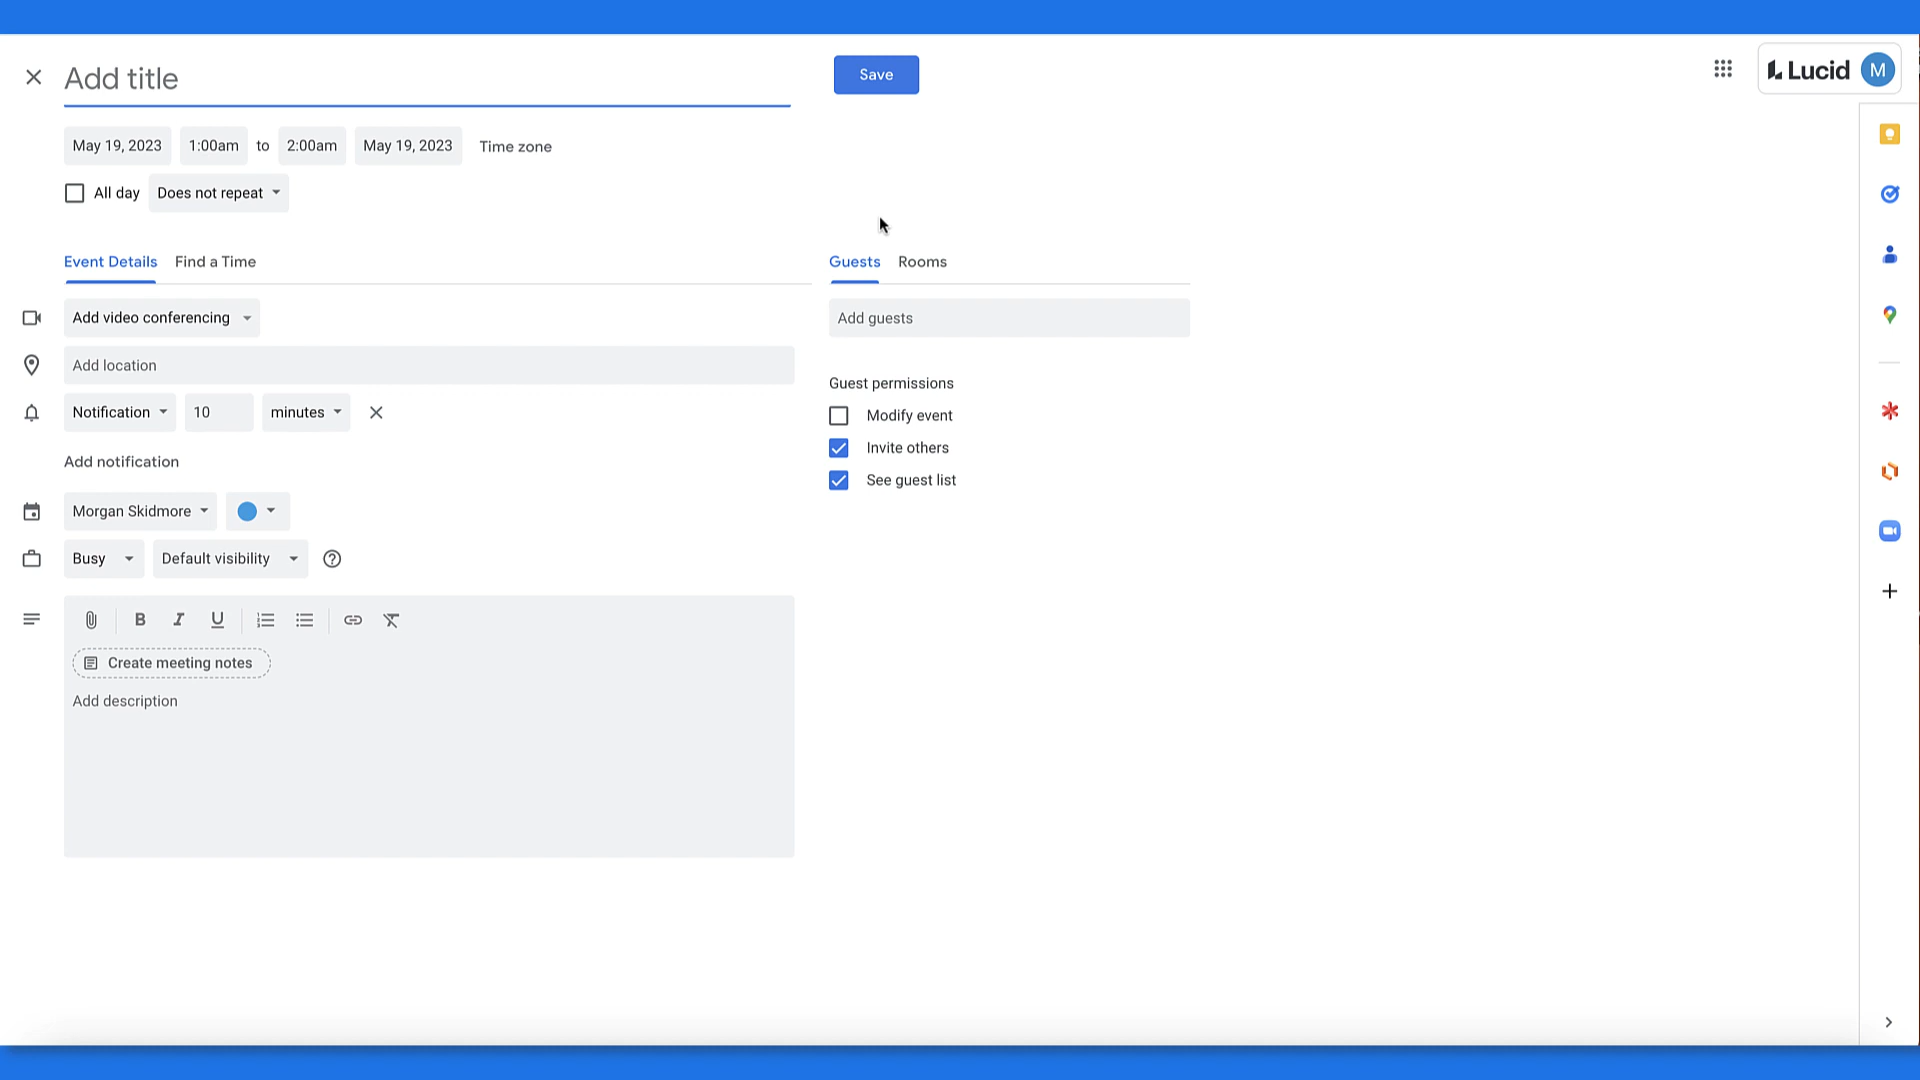 Add title
Save
Lucid M
May 19, 2023 1:00am to 2:00am May 19, 2023 Time zone
All day Does not repeat
Event Details Find a Time
Guests Rooms
Add video conferencing
Add guests
Add location
Guest permissions
Notification 10 minutes
Modify event
Invite others
Add notification
See guest list
Morgan Skidmore
Busy Default visibility
B I U
Create meeting notes
Add description